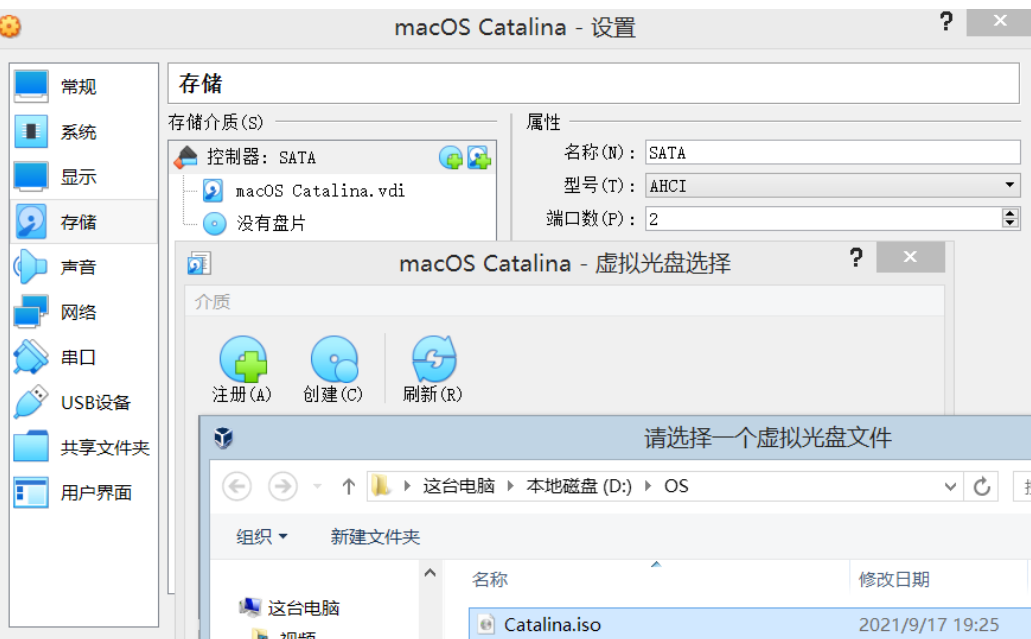 macOS Catalina - 设置
?
常规
系统
显示
存储
声音
网络
串口
USB设备
共享文件夹
用户界面
存储
存储介质(S)
控制器: SATA
macOS Catalina.vdi
没有盘片
属性
名称(N): SATA
型号(T): AHCI
端口数(P): 2
macOS Catalina - 虚拟光盘选择
?
介质
注册(A)
创建(C)
刷新(R)
请选择一个虚拟光盘文件
这台电脑
本地磁盘 (D:)
OS
组织
新建文件夹
这台电脑
名称
修改日期
Catalina.iso
2021/9/17 19:25